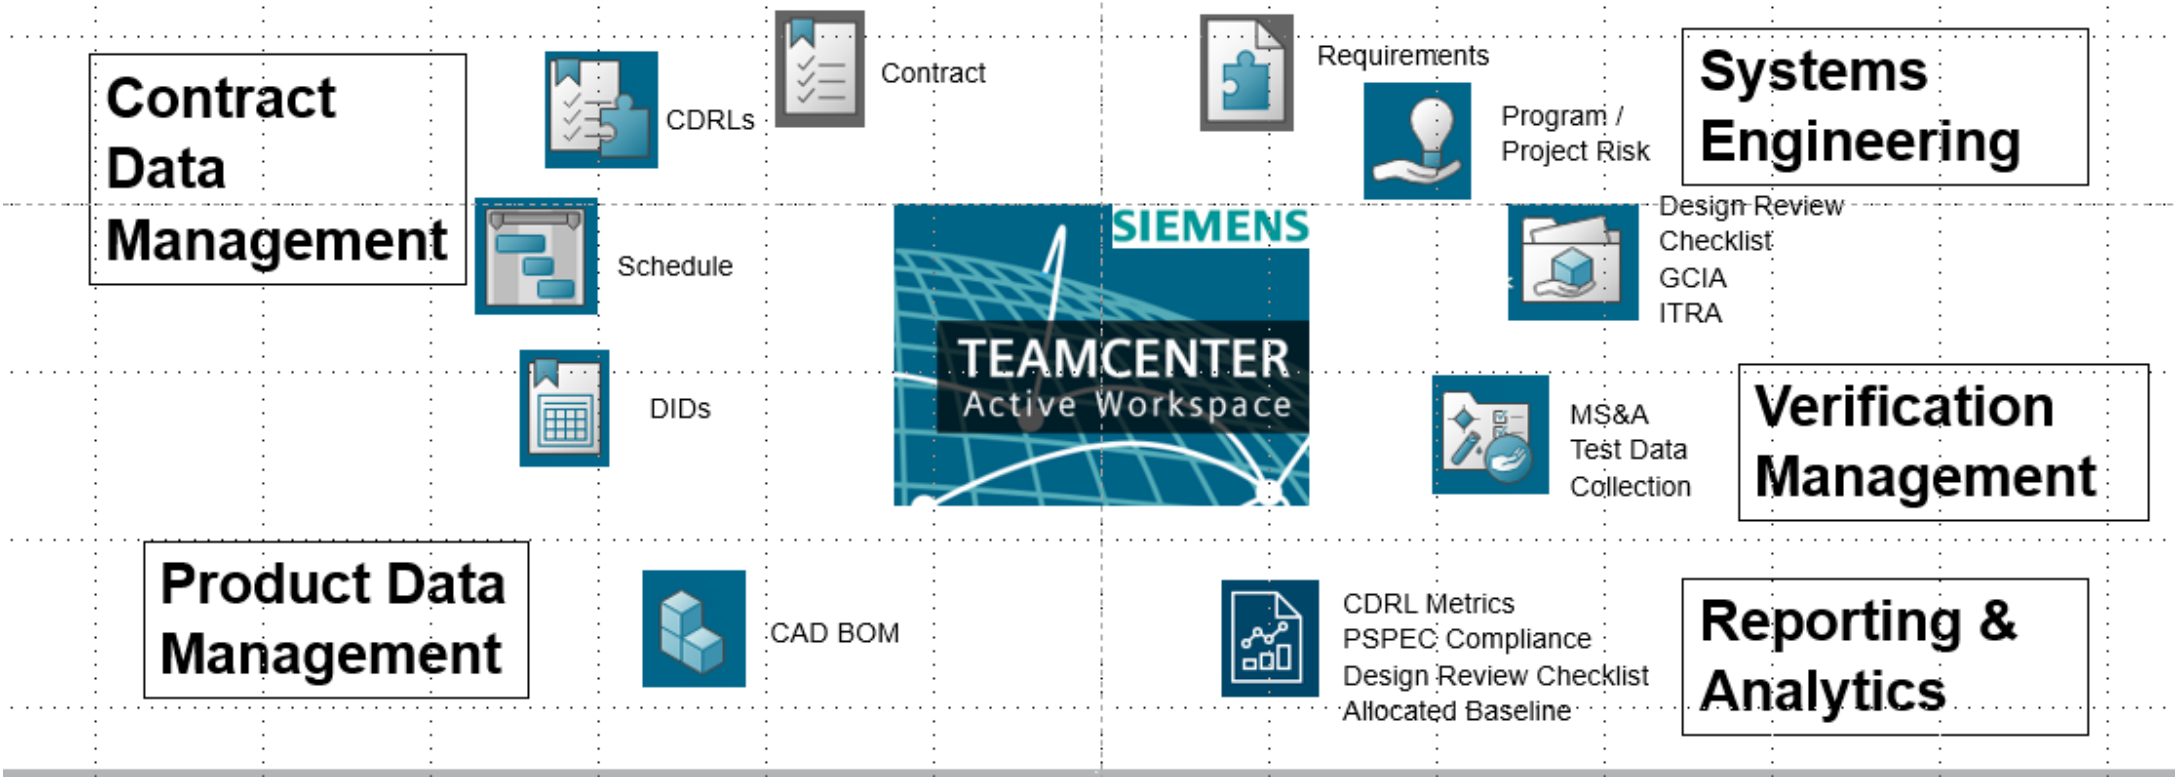 Contract
Data
Management
CDRLs
Contract
Schedule
DIDs
Product Data
Management
CAD BOM
SIEMENS
TEAMCENTER
Active Workspace
Requirements
Program /
Project Risk
Systems
Engineering
Design Review
Checklist
GCIA
ITRA
MS&A
Test Data
Collection
Verification
Management
CDRL Metrics
PSPEC Compliance
Design Review Checklist
Allocated Baseline
Reporting &
Analytics